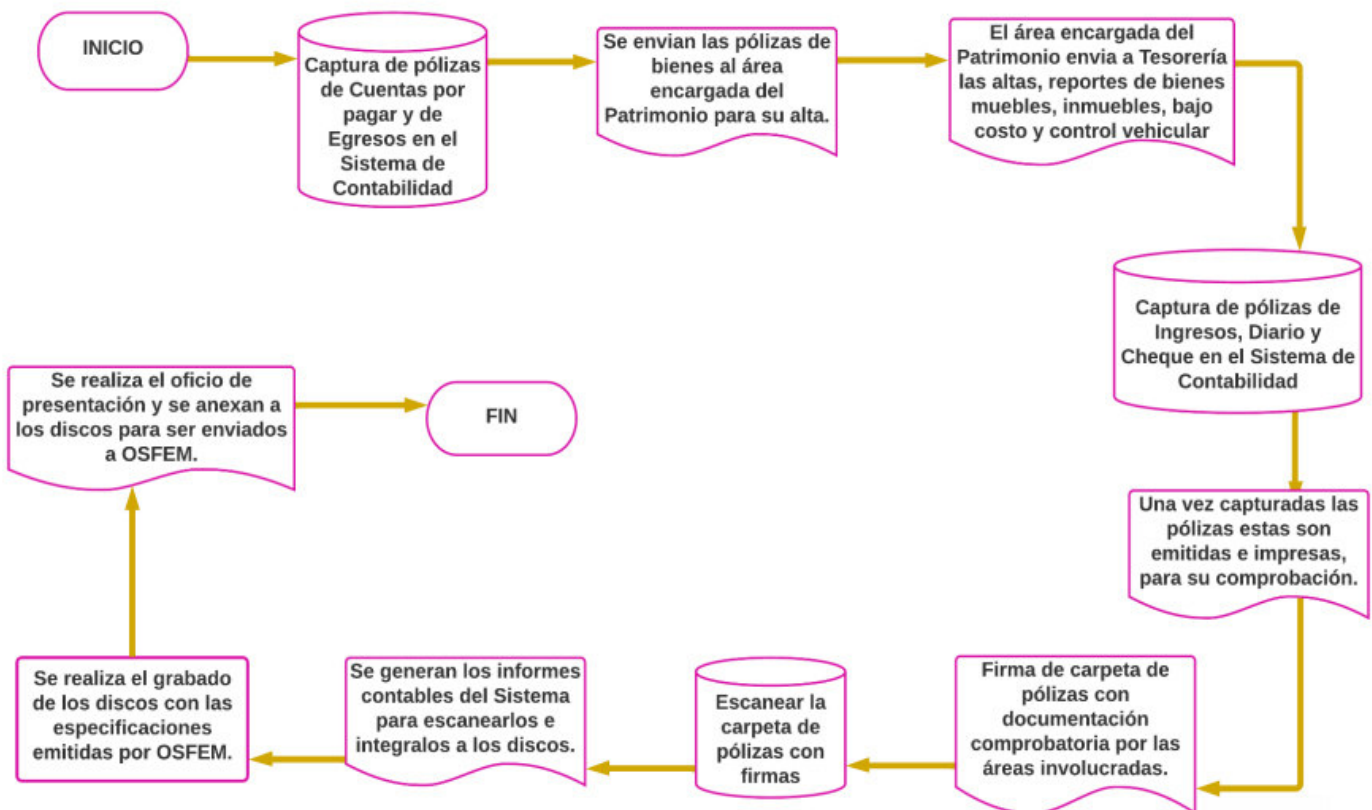 INICIO
Captura de pólizas
de Cuentas por
pagar y de
Egresos en el
Sistema de
Contabilidad
Se envian las pólizas de
bienes al área
encargada del
Patrimonio para su alta.
El área encargada del
Patrimonio envia a Tesorería
las altas, reportes de bienes
muebles, inmuebles, bajo
costo y control vehicular
Captura de pólizas de
Ingresos, Diario y
Cheque en el Sistema de
Contabilidad
Una vez capturadas las
pólizas estas son
emitidas e impresas,
para su comprobación.
Firma de carpeta de
pólizas con
documentación
comprobatoria por las
áreas involucradas.
Escanear la
carpeta de
pólizas con
firmas
Se generan los informes
contables del Sistema
para escanearlos e
integralos a los discos.
Se realiza el grabado
de los discos con las
especificaciones
emitidas por OSFEM.
Se realiza el oficio de
presentación y se anexan a
los discos para ser enviados
a OSFEM.
FIN